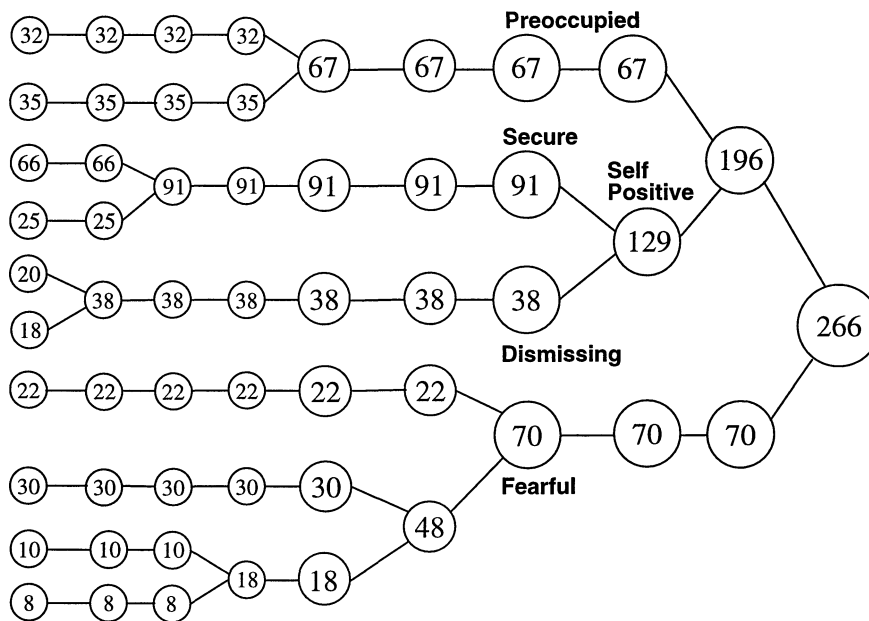 Preoccupied
32 32 32 32
67 67 67 67
35 35 35 35
Secure
66 66
91 91 91 91 91
Self
Positive
196
25 25
129
20
38 38 38 38 38 38
18
266
Dismissing
22 22 22 22 22 22
70 70 70
Fearful
30 30 30 30 30
48
10 10 10
18 18
8 8 8